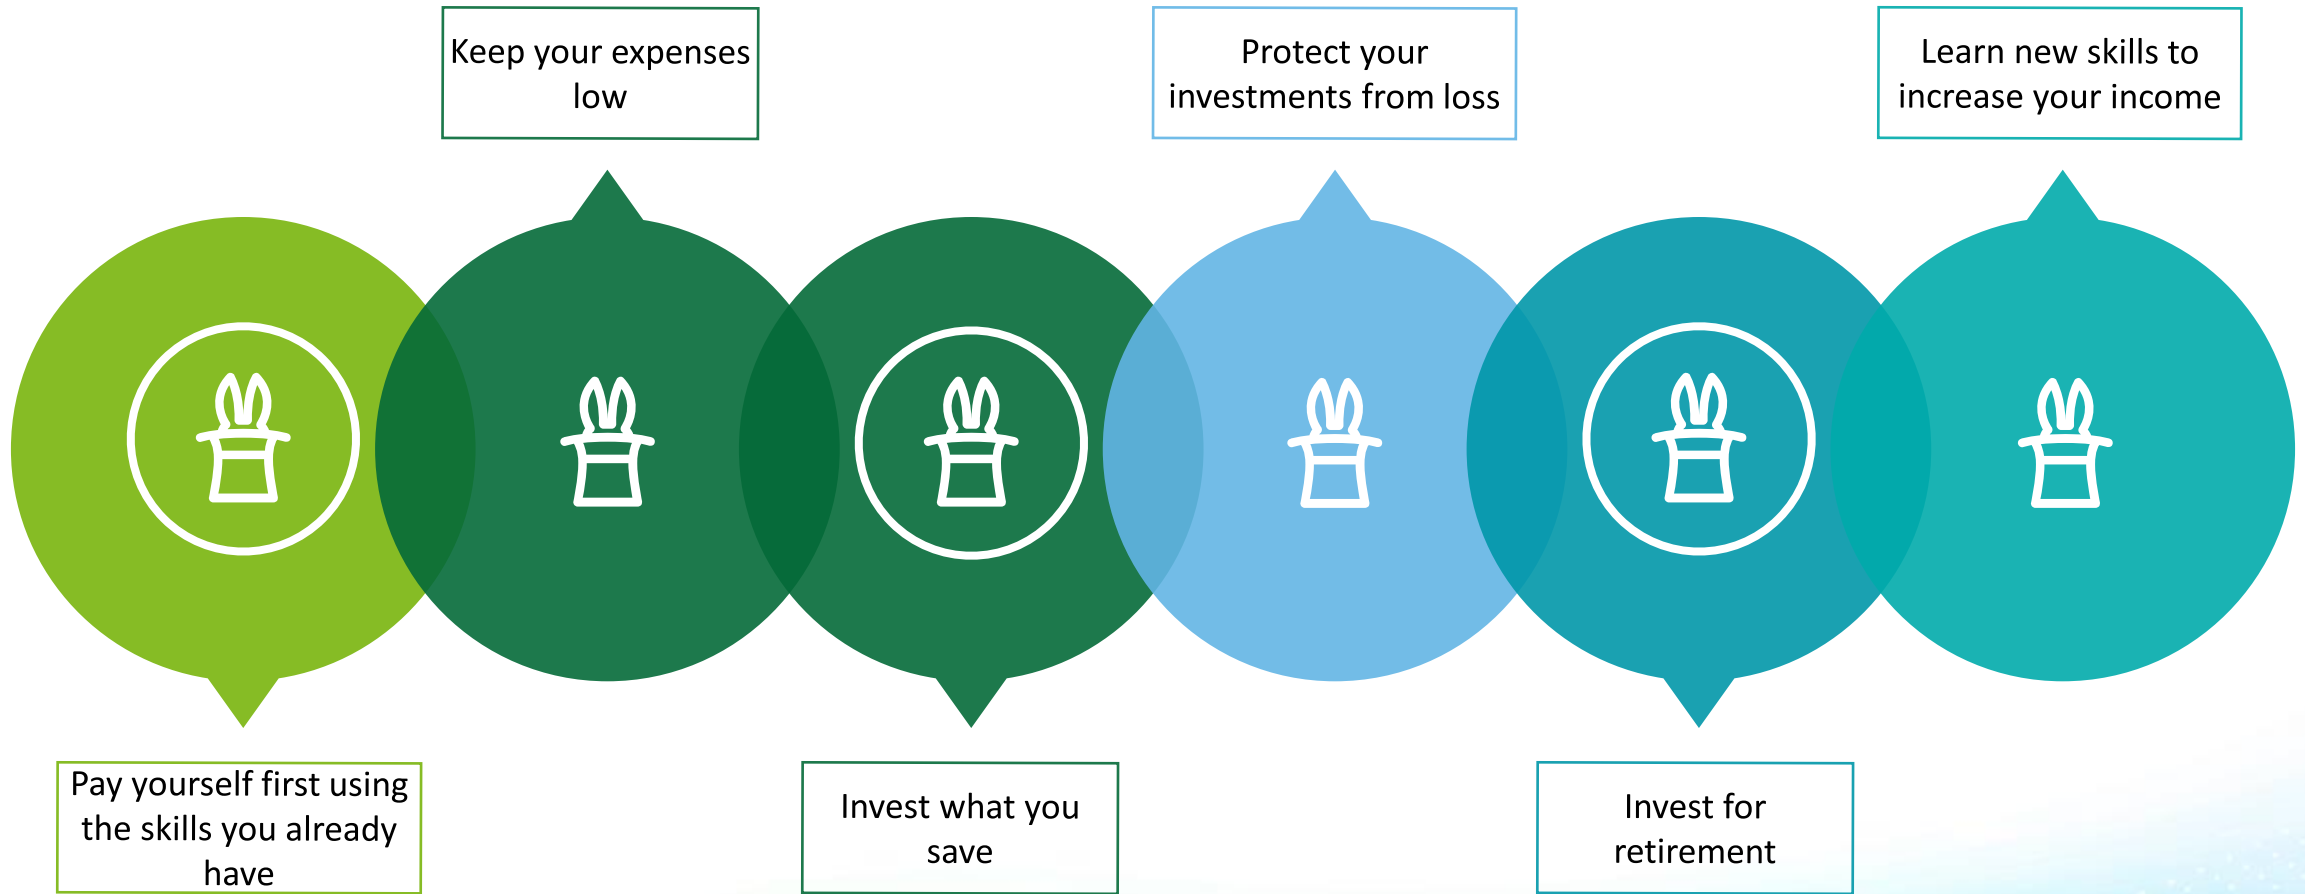 Keep your expenses
low
Protect your
investments from loss
Learn new skills to
increase your income
Pay yourself first using
the skills you already
have
Invest what you
save
Invest for
retirement